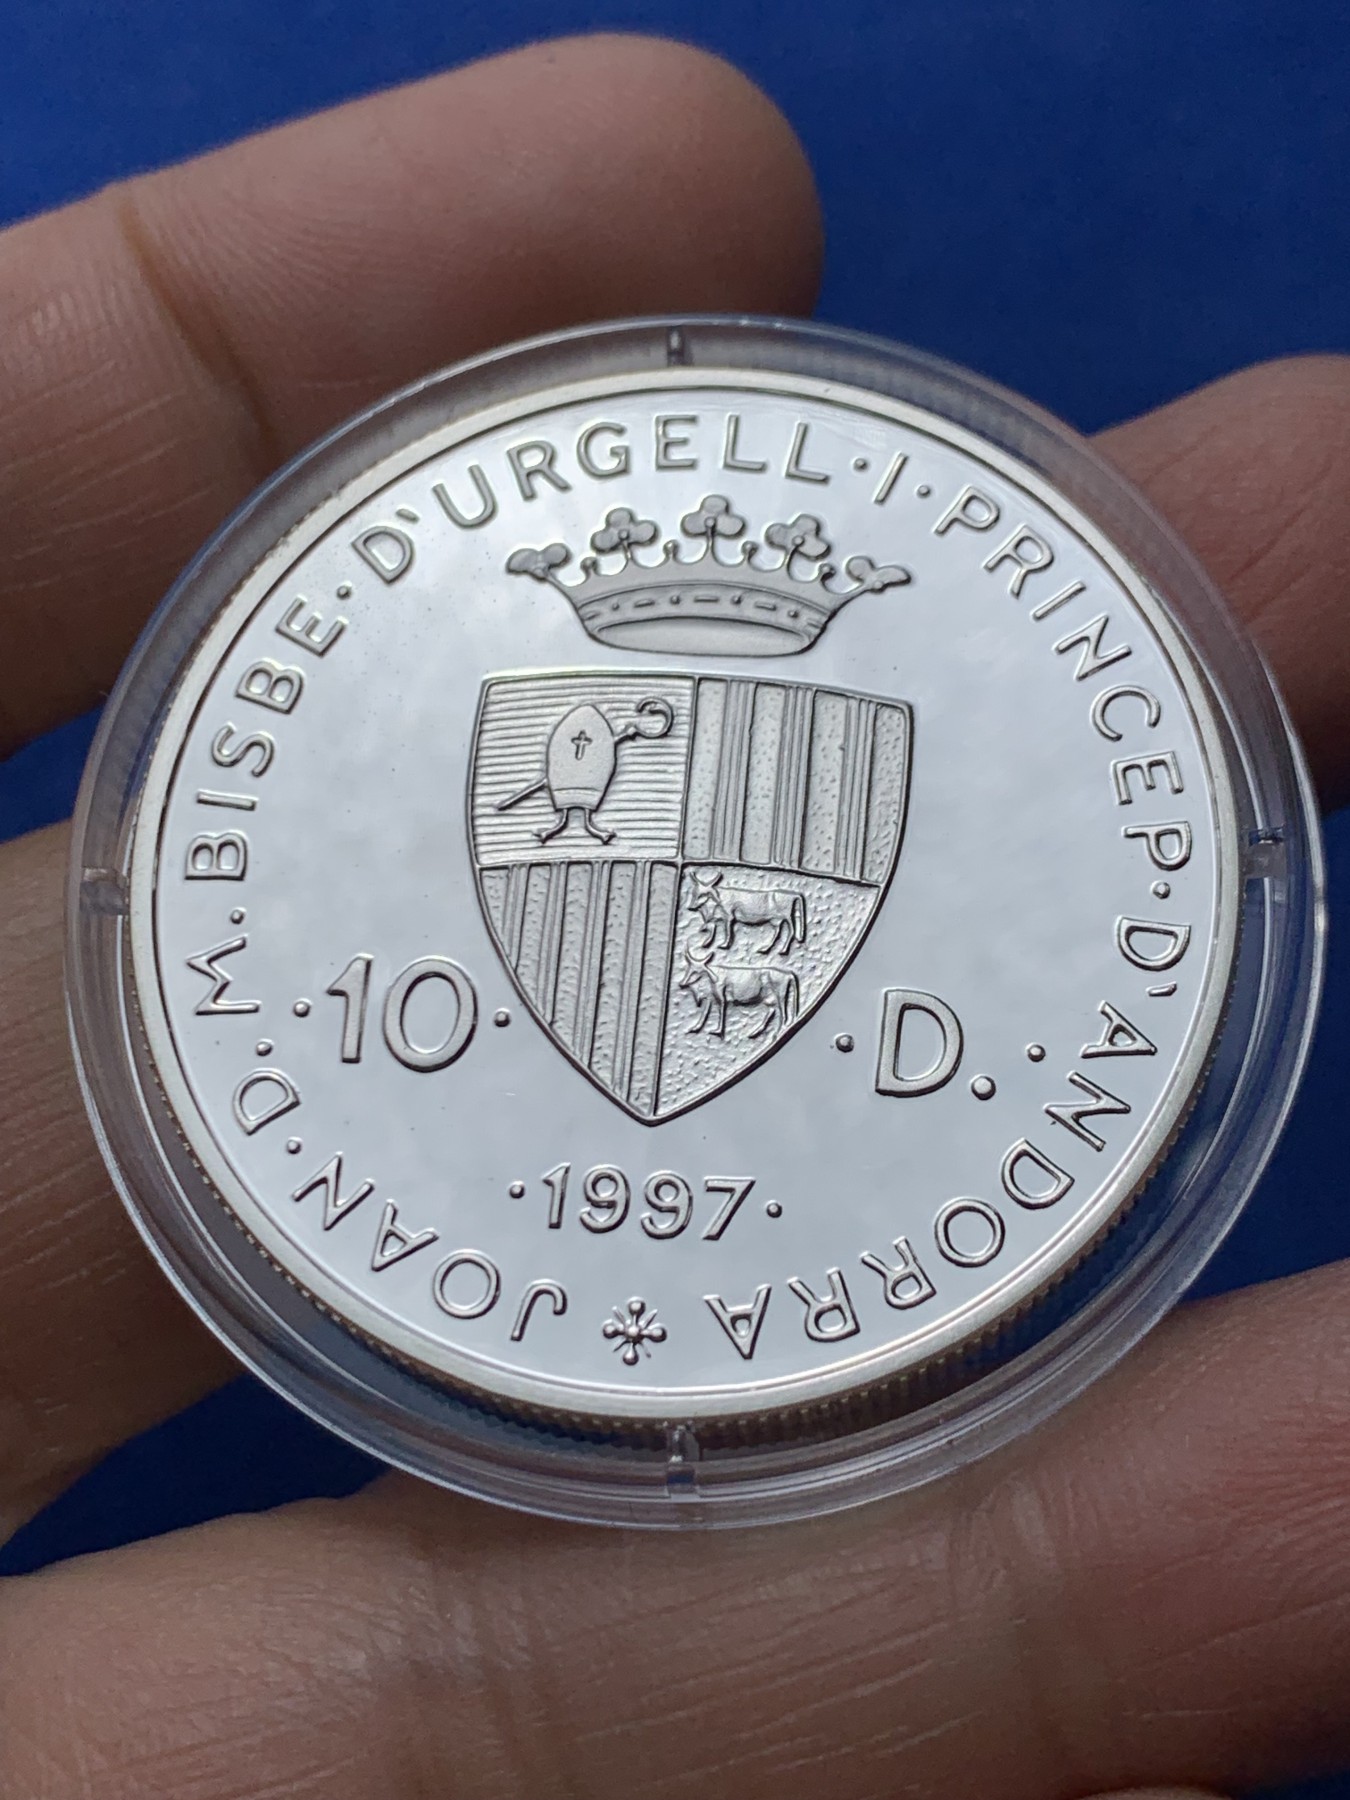 JOAN·D·D·M·BISBE·D'URGELL·I·PRINCEP·D'ANDORRA
·10· ·D.·
·1997·